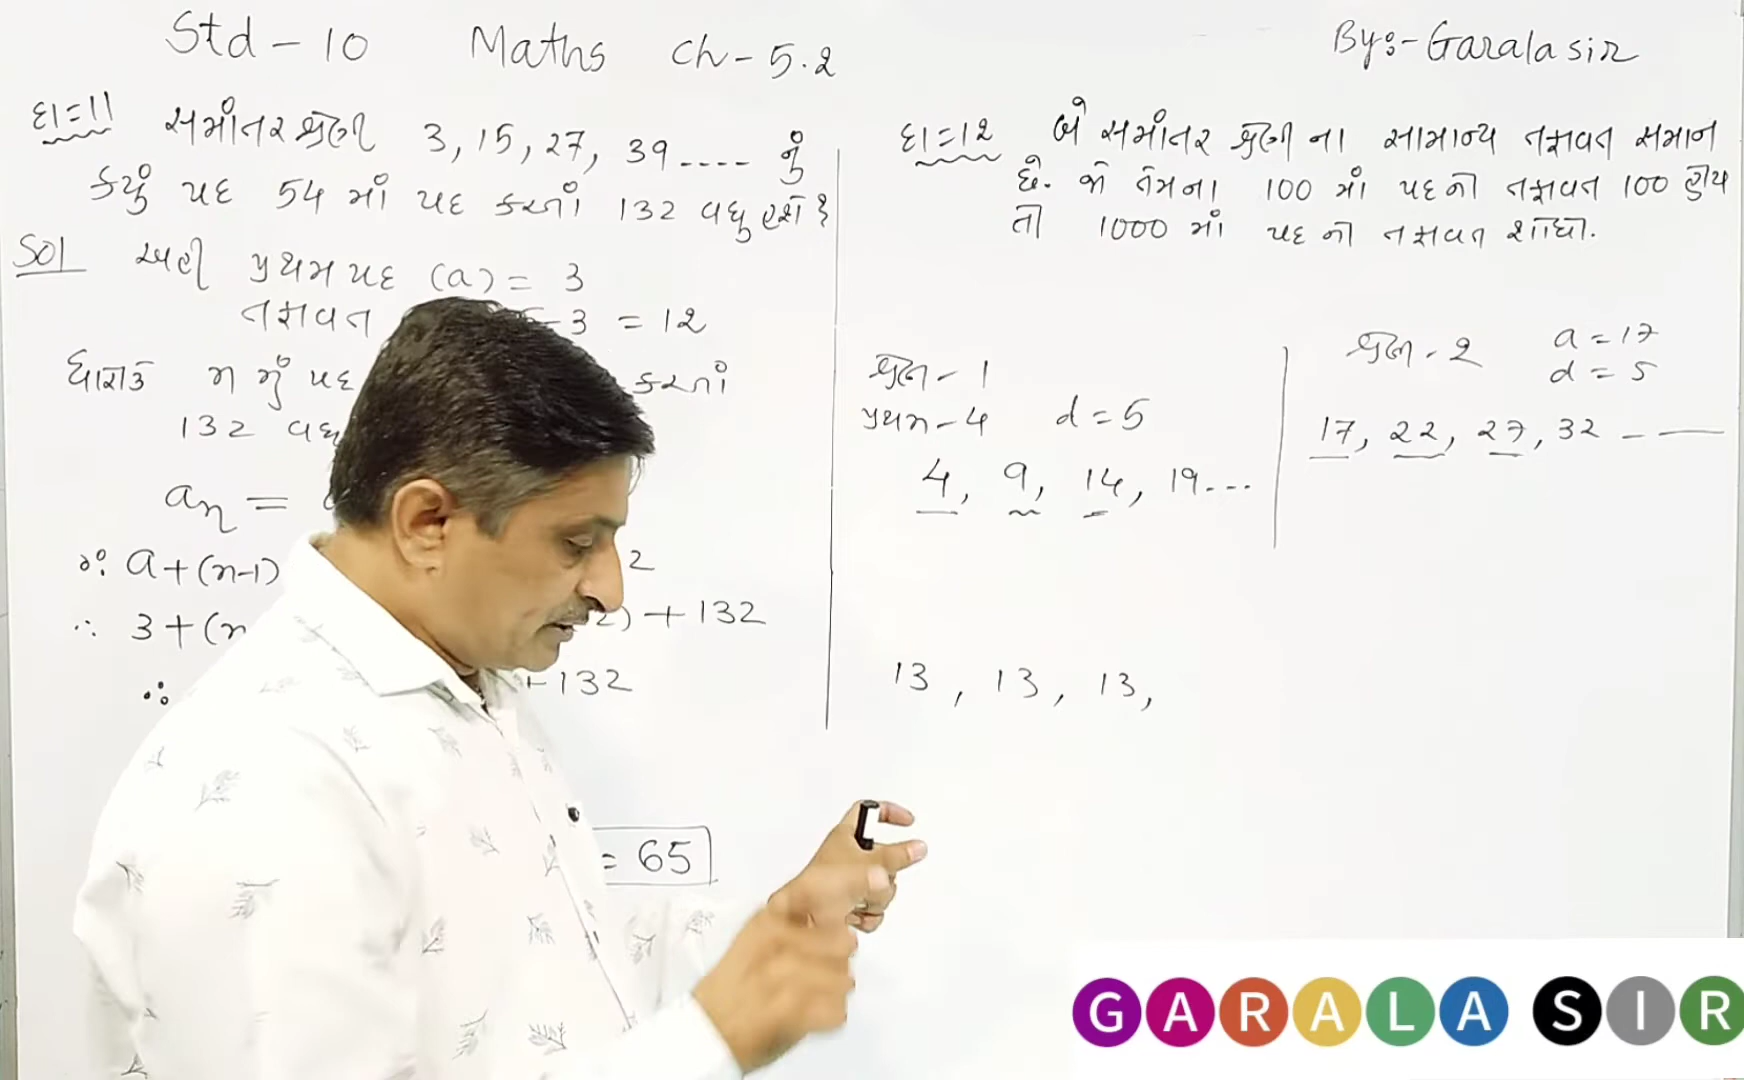 Std - 10 Maths Ch - 5.2
By:- Garala sir
દા=11 સમાંતર શ્રેણી 3, 15, 27, 39 .... નું
કયું પદ 54 માં પદ કરતાં 132 વધુ હશે ?
Sol અહીં પ્રથમ પદ (a) = 3
તફાવત -3 = 12
ધારોકે n મું પદ કરતાં
132 વધુ
an =
∴ a+(n-1) 2
∴ 3+(n 2) + 132
∴ +132
= 65
દા=12 બે સમાંતર શ્રેણી ના સામાન્ય તફાવત સમાન
છે. જો તેમના 100 માં પદ નો તફાવત 100 હોય
તો 1000 માં પદ નો તફાવત શોધો.
શ્રેણી - 1
પ્રથમ - 4 d = 5
4, 9, 14, 19...
શ્રેણી - 2 a = 17
d = 5
17, 22, 27, 32 - —
13, 13, 13,
GARALA SIR